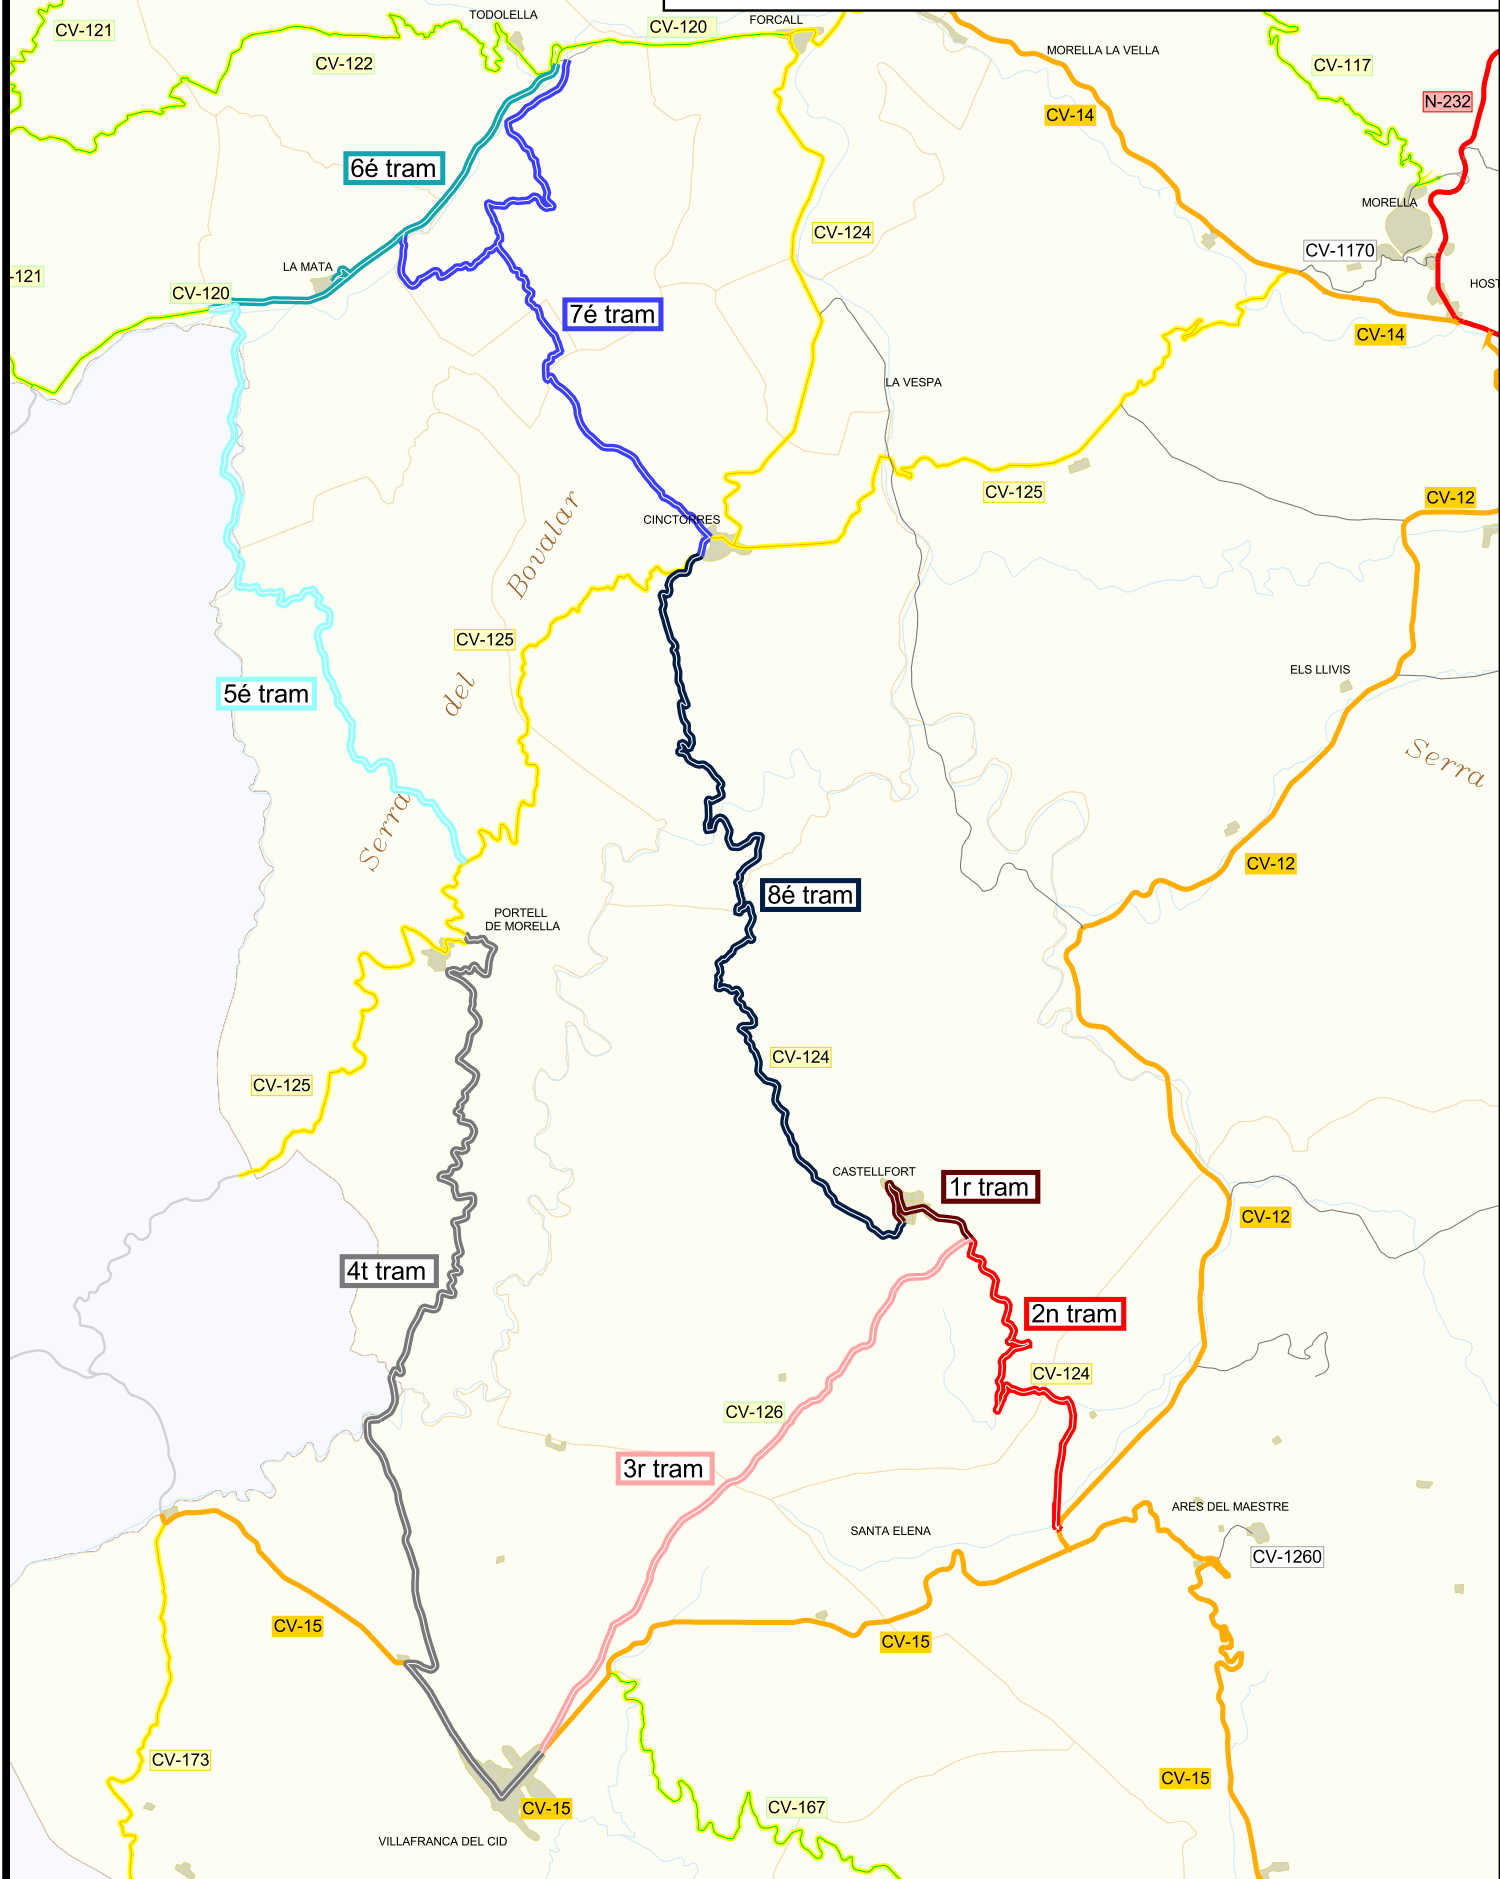 TODOLELLA
CV-121
CV-120
FORCALL
CV-122
MORELLA LA VELLA
CV-117
N-232
CV-14
6é tram
MORELLA
CV-124
CV-1170
LA MATA
-121
CV-120
HOST
7é tram
CV-14
LA VESPA
CV-125
CV-12
CINCTORRES
Serra del Bovalar
CV-125
ELS LLIVIS
5é tram
Serra
CV-12
8é tram
PORTELL
DE MORELLA
CV-124
CV-125
CASTELLFORT
1r tram
CV-12
4t tram
2n tram
CV-124
CV-126
3r tram
ARES DEL MAESTRE
SANTA ELENA
CV-1260
CV-15
CV-15
CV-173
CV-15
CV-15
CV-167
VILLAFRANCA DEL CID